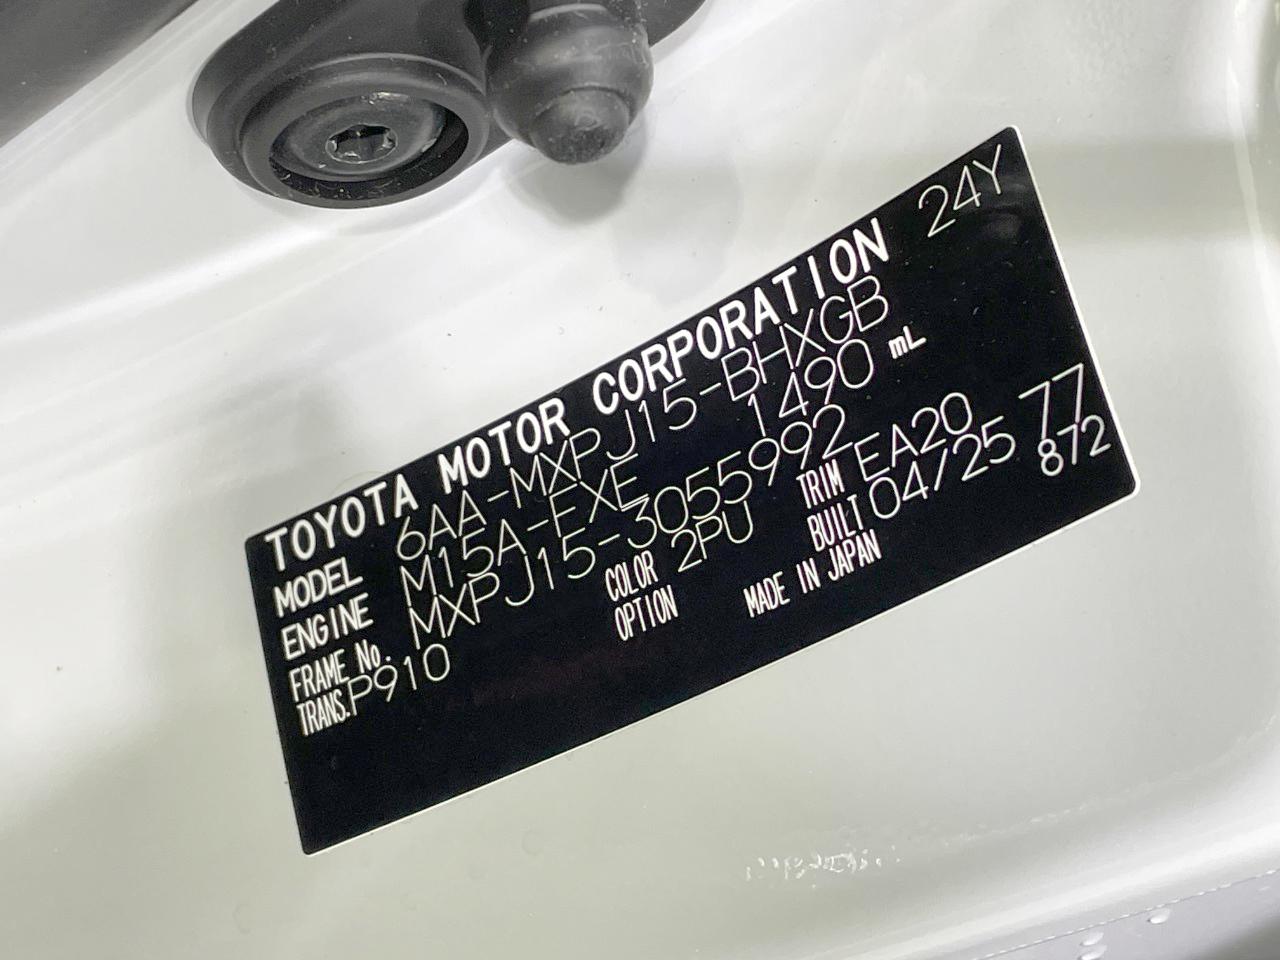 TOYOTA MOTOR CORPORATION 24Y
MODEL 6AA-MXPJ15-BHXGB
ENGINE M15A-FXE 1490 mL
FRAME No. MXPJ15-3055992
TRANS. P910 COLOR 2PU TRIM EA20 77
OPTION BUILT 04/25 872
MADE IN JAPAN